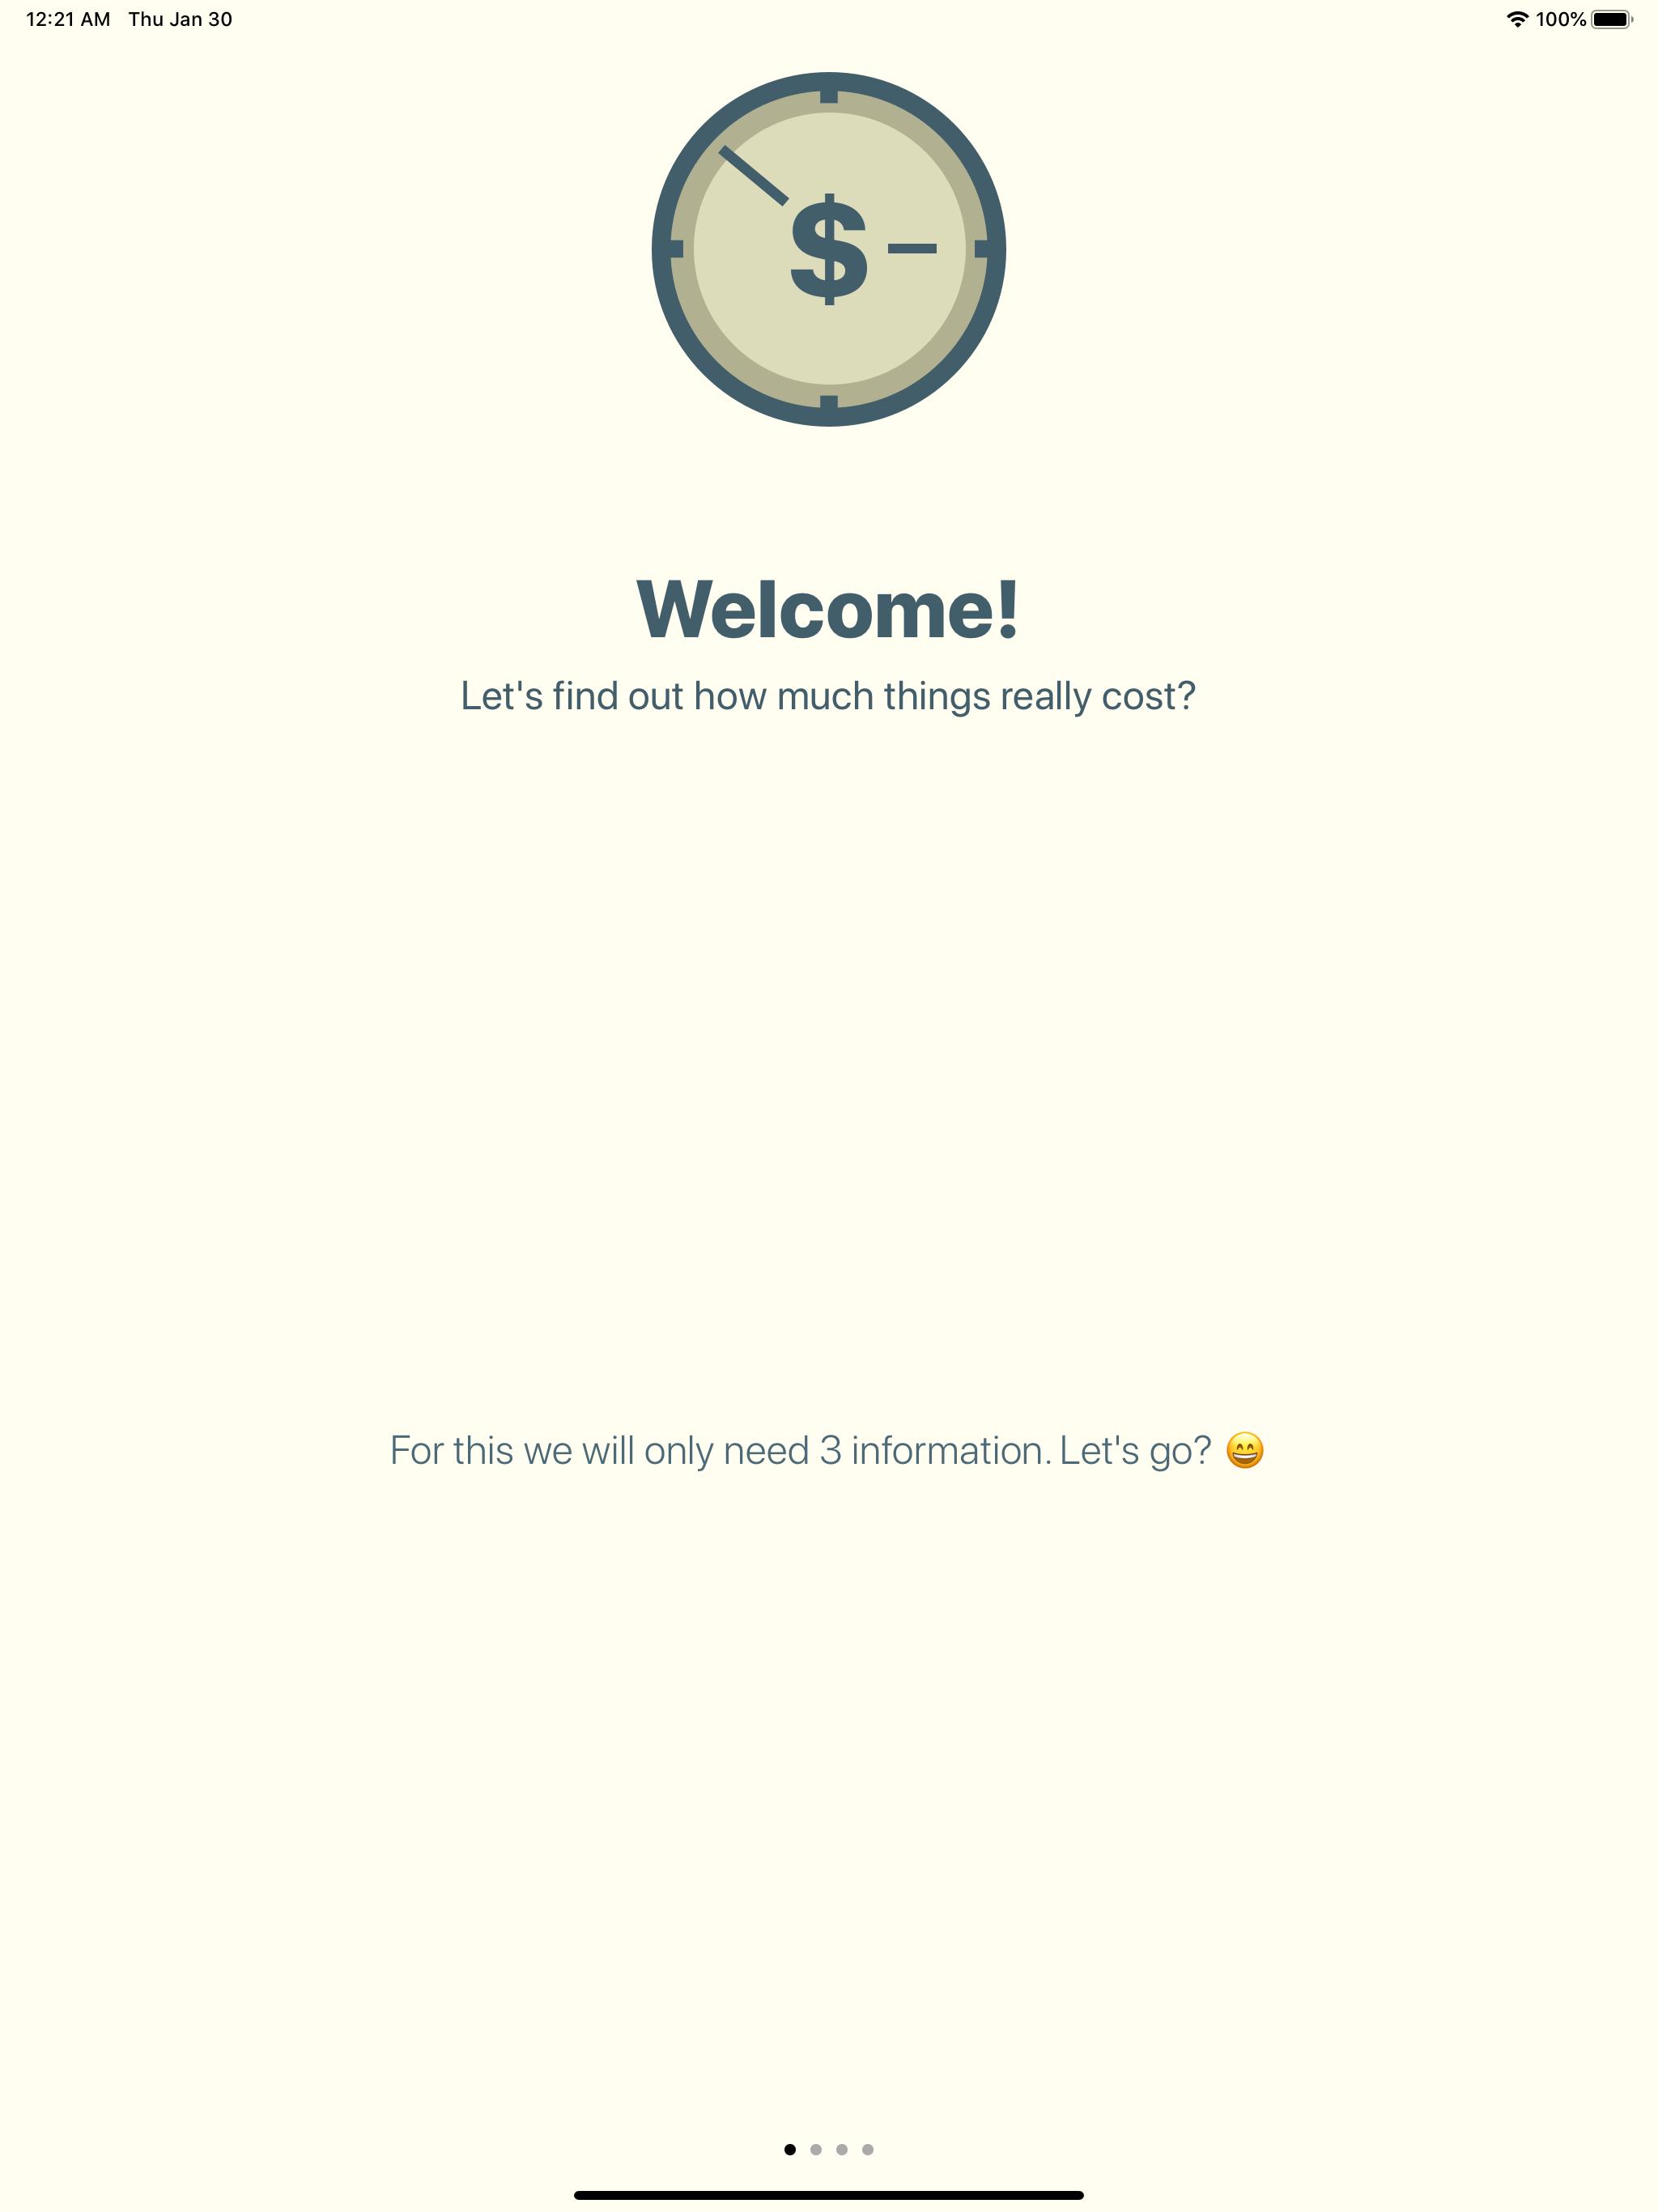 12:21 AM Thu Jan 30 100%
$
Welcome!
Let's find out how much things really cost?
For this we will only need 3 information. Let's go? 😄